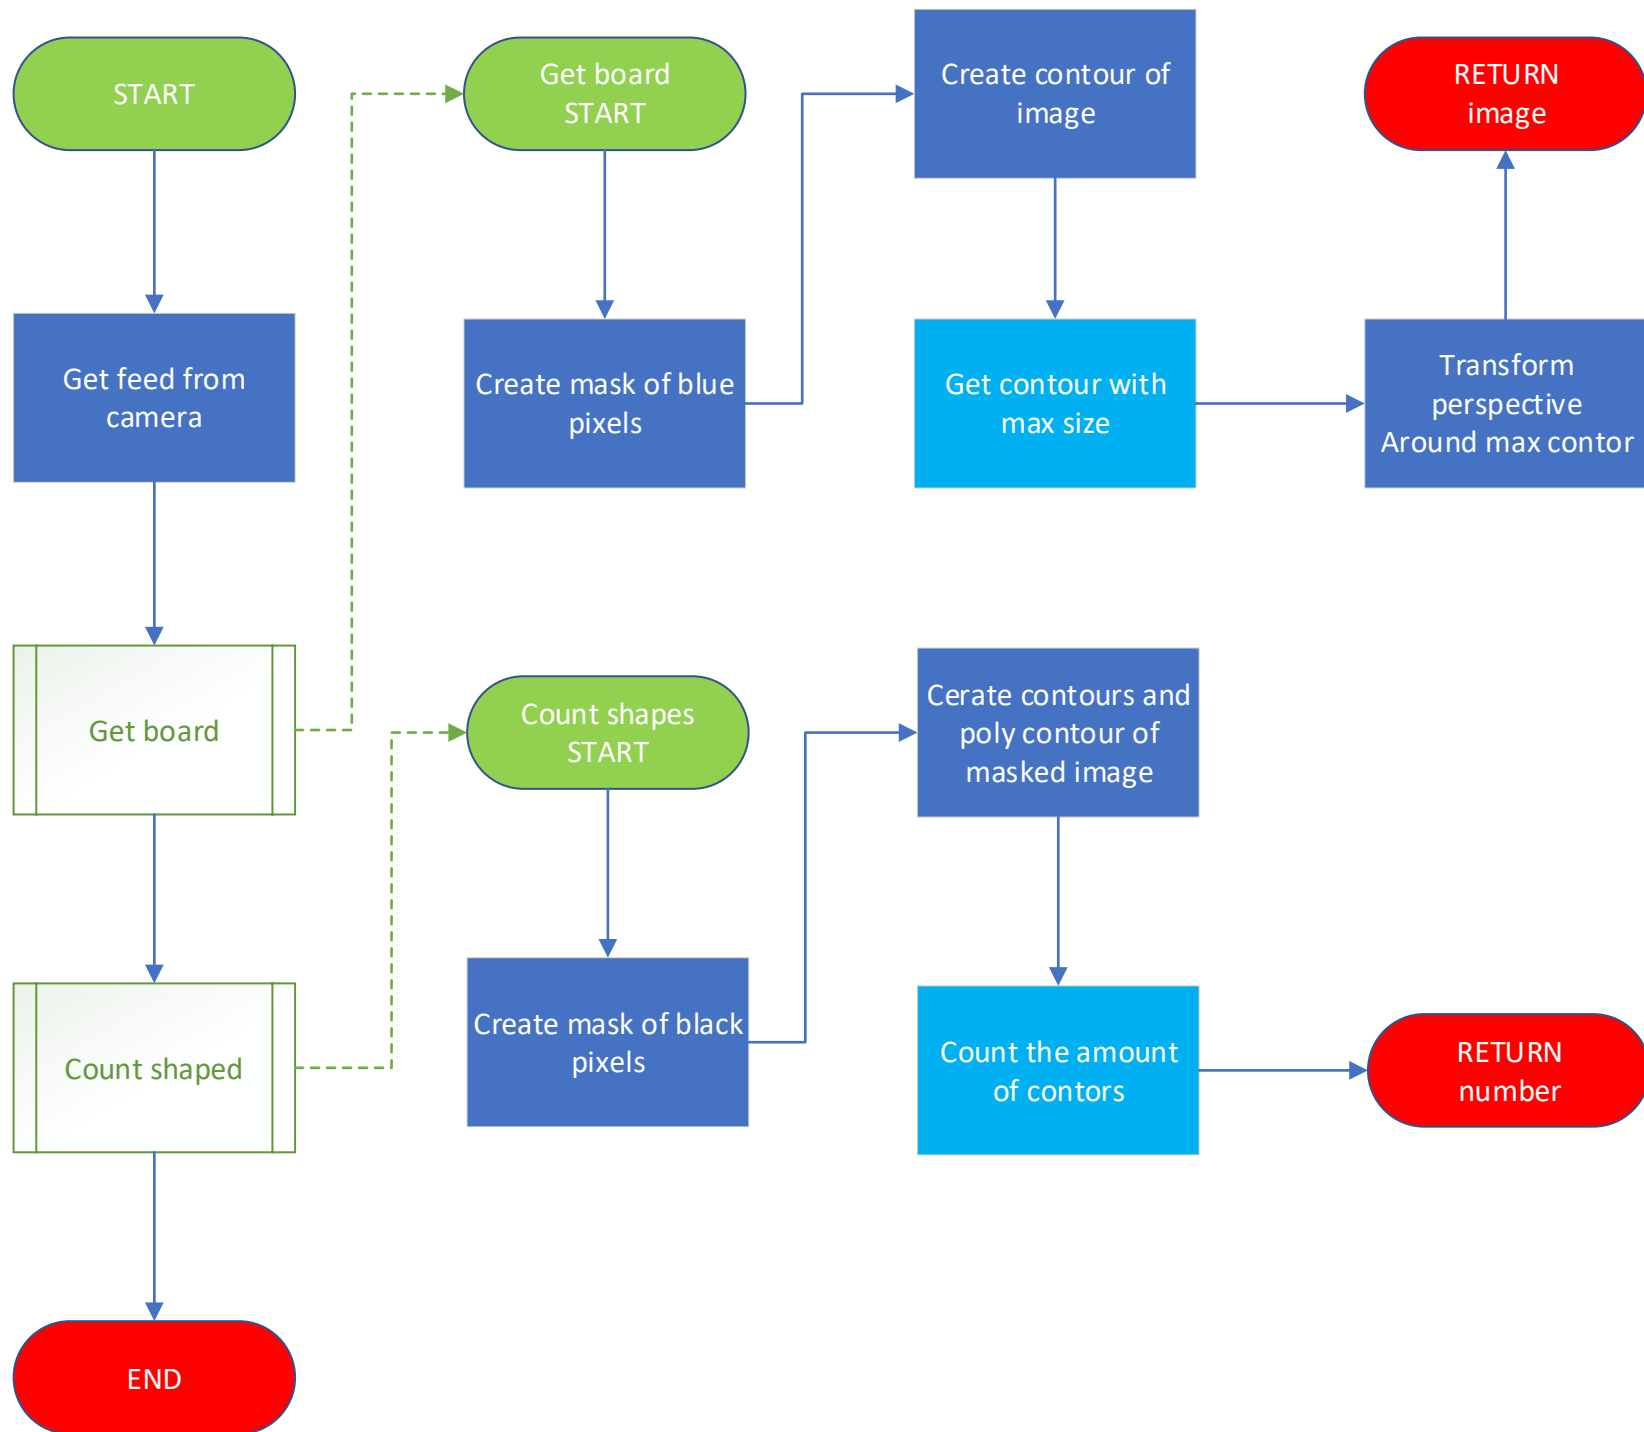 START
Get feed from
camera
Get board
Count shaped
END
Get board
START
Create mask of blue
pixels
Create contour of
image
Get contour with
max size
Transform
perspective
Around max contor
RETURN
image
Count shapes
START
Create mask of black
pixels
Cerate contours and
poly contour of
masked image
Count the amount
of contors
RETURN
number